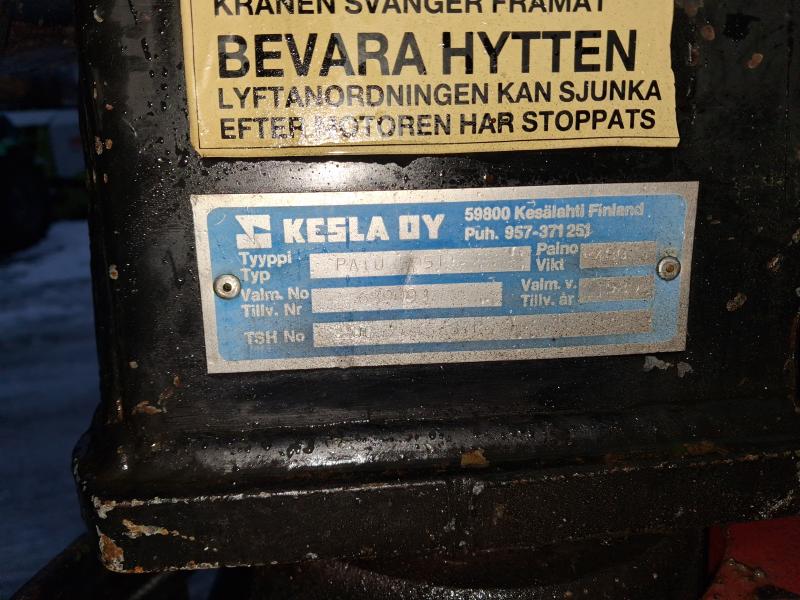 KRANEN SVÄNGER FRAMÅT
BEVARA HYTTEN
LYFTANORDNINGEN KAN SJUNKA
EFTER MOTOREN HAR STOPPATS
KESLA OY
59800 Kesälahti Finland
Puh. 957-371 251
Tyyppi
Typ
PATU
Paino
Vikt
Valm. No
Tillv. Nr
Valm. v.
Tillv. år
TSH No